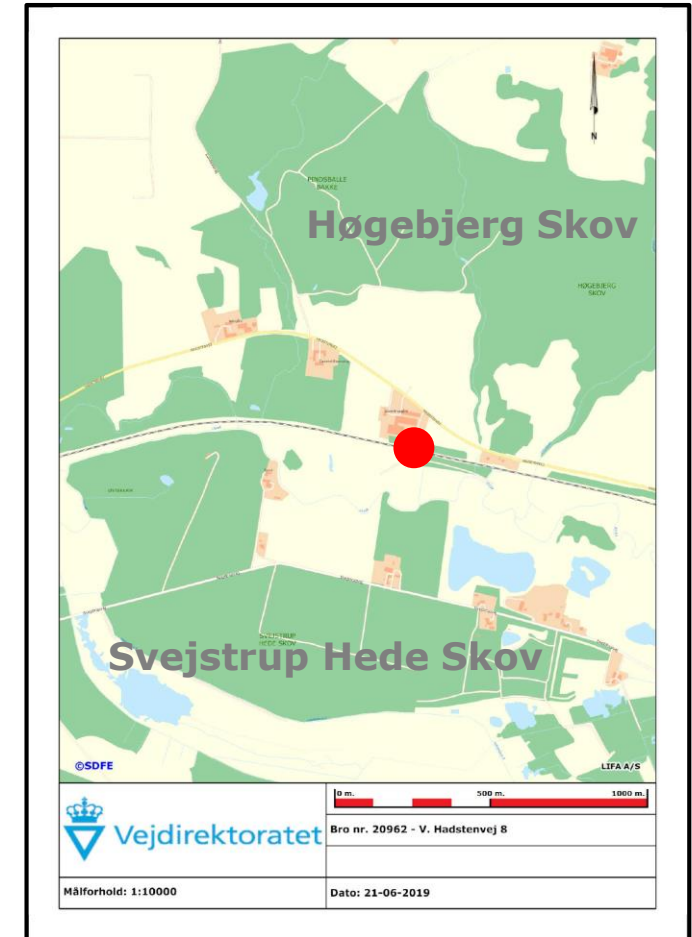 N
PINDSBALLE
BAKKE
Høgebjerg Skov
HØGEBJERG
SKOV
SVEJSTRUP
HEDE SKOV
Svejstrup Hede Skov
©SDFE
LIFA A/S
Vejdirektoratet
0 m.
500 m.
1000 m.
Bro nr. 20962 - V. Hadstenvej 8
Målforhold: 1:10000
Dato: 21-06-2019